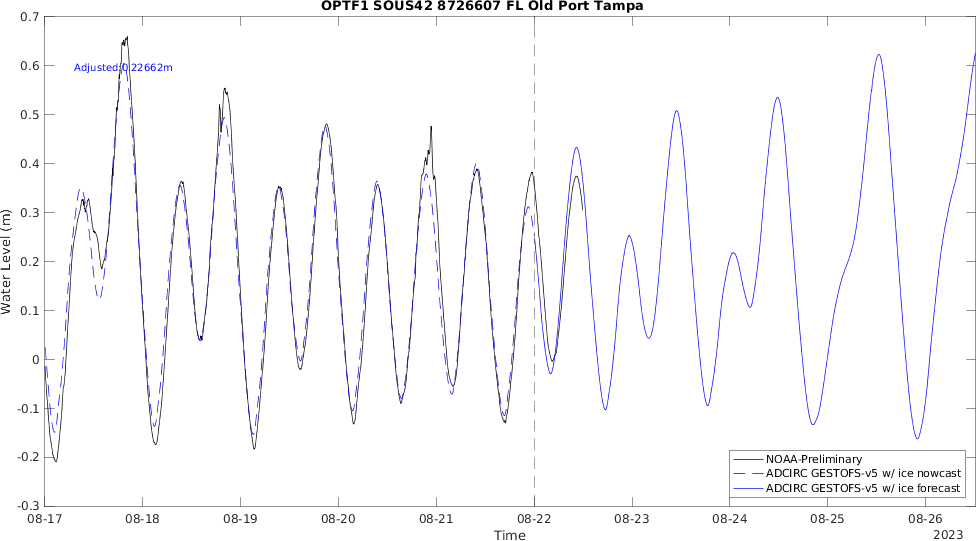 OPTF1 SOUS42 8726607 FL Old Port Tampa
0.7
0.6
0.5
0.4
0.3
0.2
0.1
0
-0.1
-0.2
-0.3
Water Level (m)
Adjusted:0.22662m
NOAA-Preliminary
ADCIRC GESTOFS-v5 w/ ice nowcast
ADCIRC GESTOFS-v5 w/ ice forecast
08-17 08-18 08-19 08-20 08-21 08-22 08-23 08-24 08-25 08-26
Time
2023